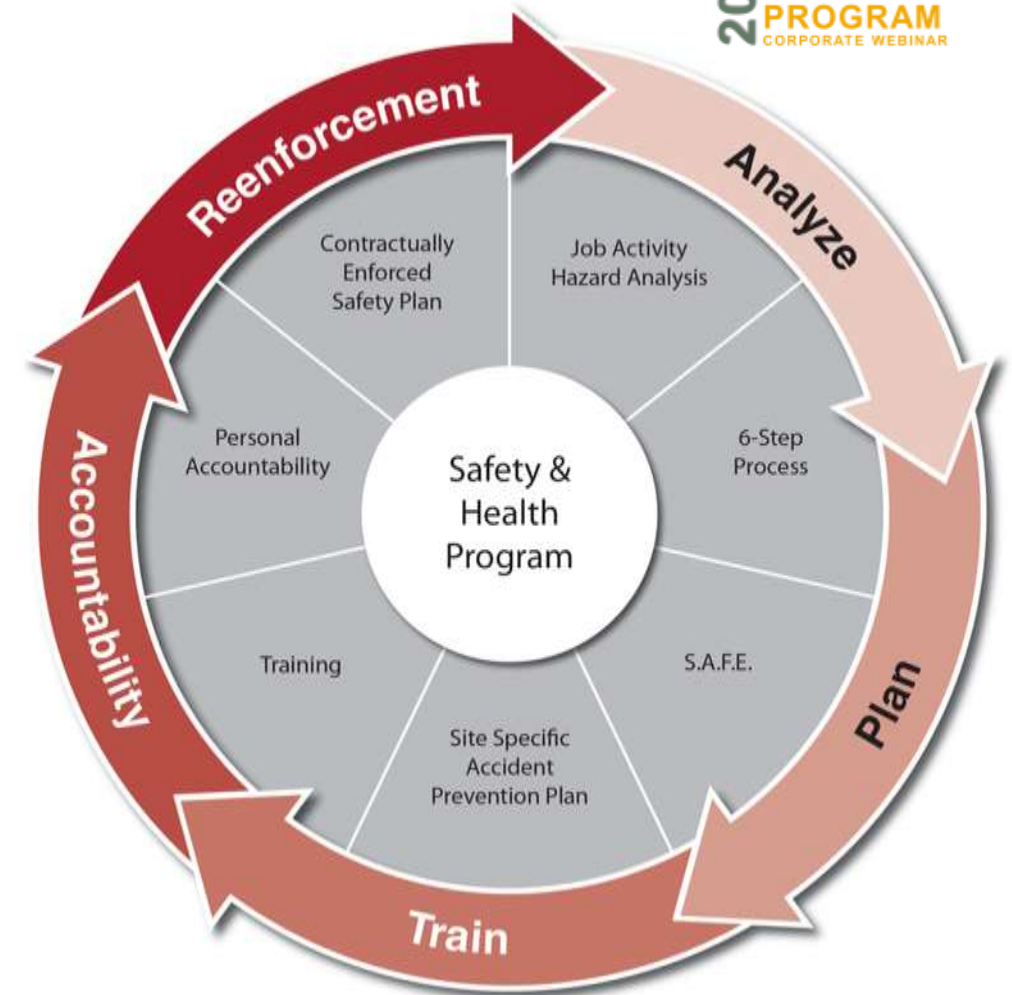 20
PROGRAM
CORPORATE WEBINAR
Reenforcement
Analyze
Plan
Train
Accountability
Contractually
Enforced
Safety Plan
Job Activity
Hazard Analysis
6-Step
Process
S.A.F.E.
Site Specific
Accident
Prevention Plan
Training
Personal
Accountability
Safety &
Health
Program